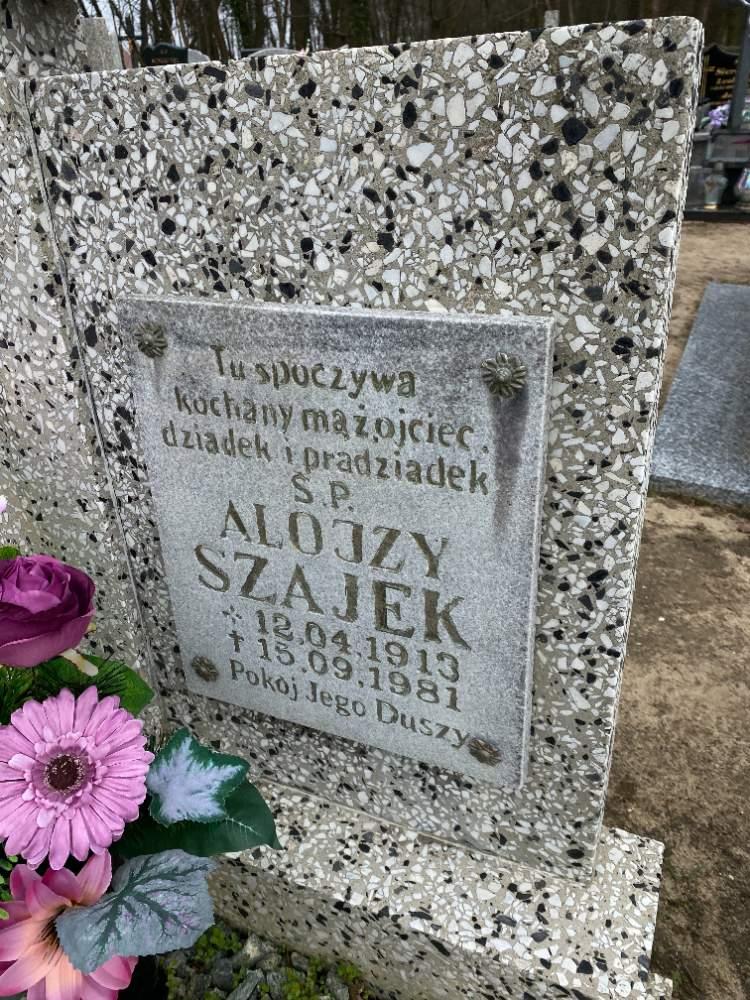 Tu spoczywa
kochany mąż, ojciec,
dziadek i pradziadek
Ś.P.
ALOJZY
SZAJEK
* 12.04.1913
† 15.09.1981
Pokój Jego Duszy